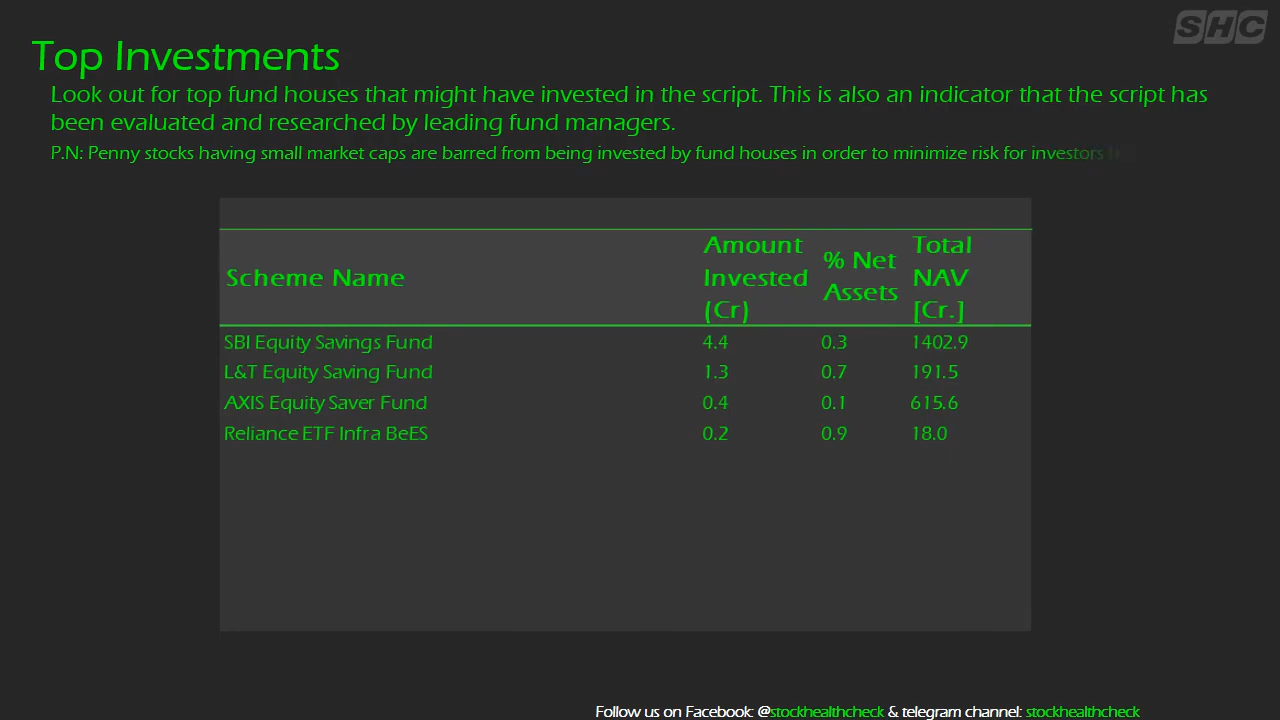 SHC
Top Investments
Look out for top fund houses that might have invested in the script. This is also an indicator that the script has
been evaluated and researched by leading fund managers.
P.N: Penny stocks having small market caps are barred from being invested by fund houses in order to minimize risk for investors
Scheme Name Amount Invested (Cr) % Net Assets Total NAV [Cr.]
SBI Equity Savings Fund 4.4 0.3 1402.9
L&T Equity Saving Fund 1.3 0.7 191.5
AXIS Equity Saver Fund 0.4 0.1 615.6
Reliance ETF Infra BeES 0.2 0.9 18.0
Follow us on Facebook: @stockhealthcheck & telegram channel: stockhealthcheck